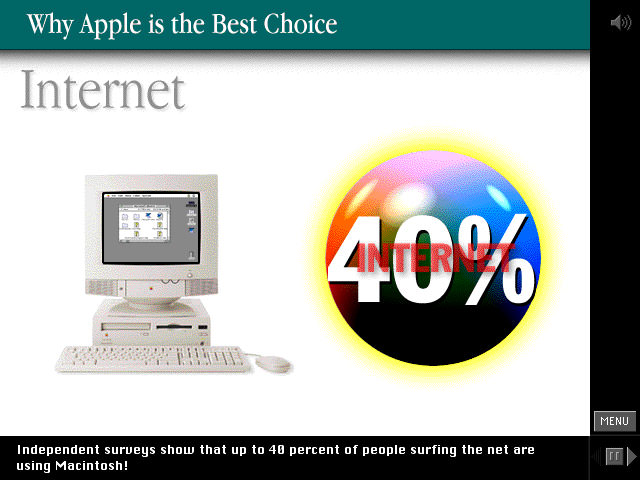 Why Apple is the Best Choice
Internet
40%
INTERNET
MENU
Independent surveys show that up to 40 percent of people surfing the net are
using Macintosh!